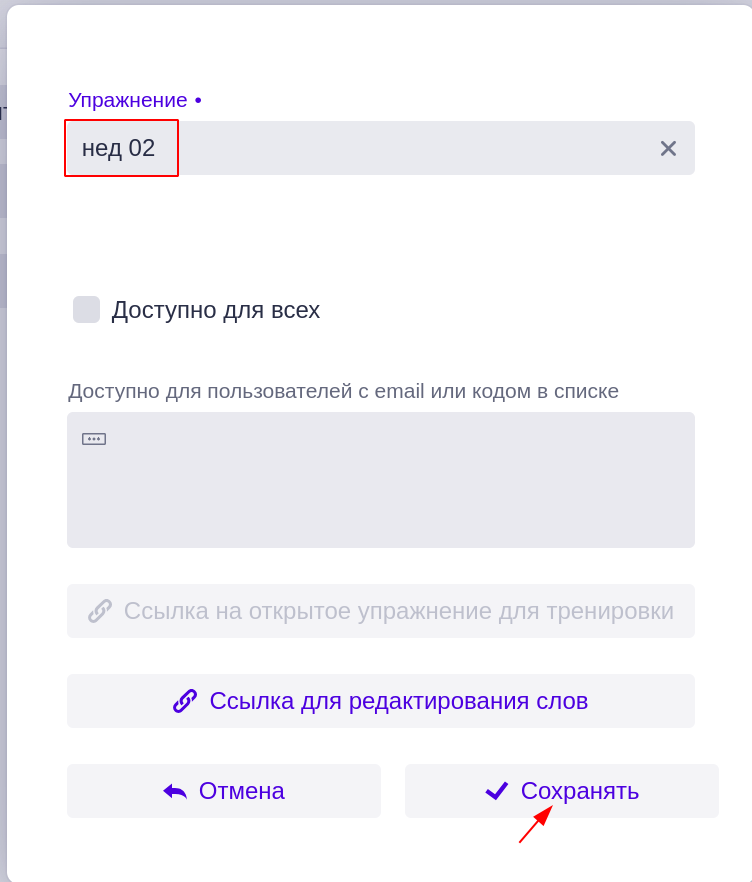 Упражнение •
нед 02
Доступно для всех
Доступно для пользователей с email или кодом в списке
***
Ссылка на открытое упражнение для тренировки
Ссылка для редактирования слов
Отмена
Сохранять